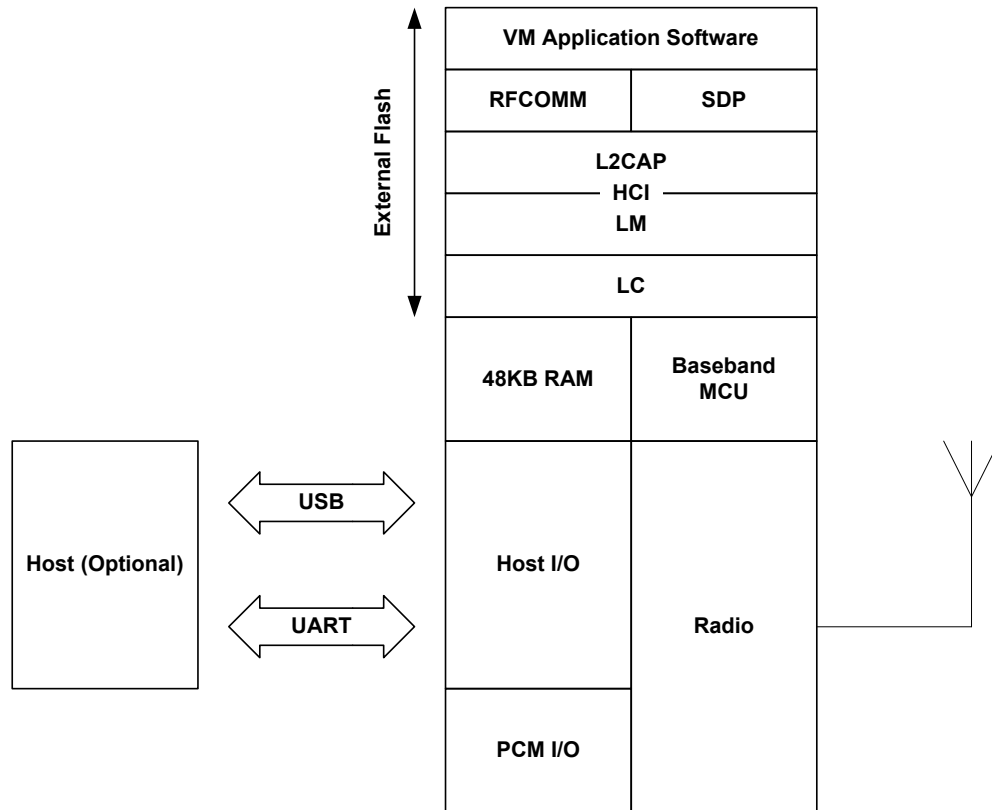 VM Application Software
External Flash
RFCOMM
SDP
L2CAP
HCI
LM
LC
48KB RAM
Baseband
MCU
Host (Optional)
USB
UART
Host I/O
Radio
PCM I/O